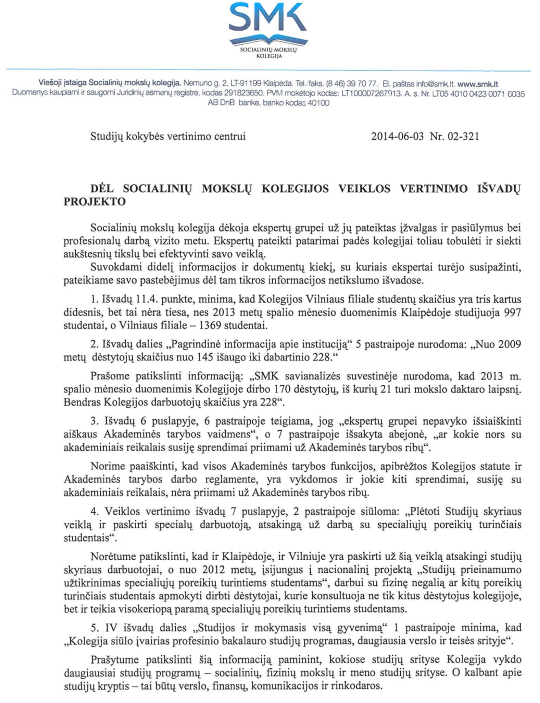 SMK
SOCIALINIŲ MOKSLŲ
KOLEGIJA
Viešoji įstaiga Socialinių mokslų kolegija. Nemuno g. 2, LT-91199 Klaipėda. Tel./faks. (8 46) 39 70 77. El. paštas info@smk.lt. www.smk.lt
Duomenys kaupiami ir saugomi Juridinių asmenų registre, kodas 291823650. PVM mokėtojo kodas: LT100007267913. A. s. Nr. LT05 4010 0423 0071 6035
AB DnB banke, banko kodas 40100
Studijų kokybės vertinimo centrui 2014-06-03 Nr. 02-321
DĖL SOCIALINIŲ MOKSLŲ KOLEGIJOS VEIKLOS VERTINIMO IŠVADŲ
PROJEKTO
Socialinių mokslų kolegija dėkoja ekspertų grupei už jų pateiktas įžvalgas ir pasiūlymus bei
profesionalų darbą vizito metu. Ekspertų pateikti patarimai padės kolegijai toliau tobulėti ir siekti
aukštesnių tikslų bei efektyvinti savo veiklą.
Suvokdami didelį informacijos ir dokumentų kiekį, su kuriais ekspertai turėjo susipažinti,
pateikiame savo pastebėjimus dėl tam tikros informacijos netikslumo išvadose.
1. Išvadų 11.4. punkte, minima, kad Kolegijos Vilniaus filiale studentų skaičius yra tris kartus
didesnis, bet tai nėra tiesa, nes 2013 metų spalio mėnesio duomenimis Klaipėdoje studijuoja 997
studentai, o Vilniaus filiale – 1369 studentai.
2. Išvadų dalies „Pagrindinė informacija apie instituciją“ 5 pastraipoje nurodoma: „Nuo 2009
metų dėstytojų skaičius nuo 145 išaugo iki dabartinio 228.“
Prašome patikslinti informaciją: „SMK savianalizės suvestinėje nurodoma, kad 2013 m.
spalio mėnesio duomenimis Kolegijoje dirbo 170 dėstytojų, iš kurių 21 turi mokslo daktaro laipsnį.
Bendras Kolegijos darbuotojų skaičius yra 228“.
3. Išvadų 6 puslapyje, 6 pastraipoje teigiama, jog „ekspertų grupei nepavyko išsiaiškinti
aiškaus Akademinės tarybos vaidmens“, o 7 pastraipoje išsakyta abejonė, „ar kokie nors su
akademiniais reikalais susiję sprendimai priimami už Akademinės tarybos ribų“.
Norime paaiškinti, kad visos Akademinės tarybos funkcijos, apibrėžtos Kolegijos statute ir
Akademinės tarybos darbo reglamente, yra vykdomos ir jokie kiti sprendimai, susiję su
akademiniais reikalais, nėra priimami už Akademinės tarybos ribų.
4. Veiklos vertinimo išvadų 7 puslapyje, 2 pastraipoje siūloma: „Plėtoti Studijų skyriaus
veiklą ir paskirti specialų darbuotoją, atsakingą už darbą su specialiųjų poreikių turinčiais
studentais“.
Norėtume patikslinti, kad ir Klaipėdoje, ir Vilniuje yra paskirti už šią veiklą atsakingi studijų
skyriaus darbuotojai, o nuo 2012 metų, įsijungus į nacionalinį projektą „Studijų prieinamumo
užtikrinimas specialiųjų poreikių turintiems studentams“, darbui su fizinę negalią ar kitų poreikių
turinčiais studentais apmokyti dirbti dėstytojai, kurie konsultuoja ne tik kitus dėstytojus kolegijoje,
bet ir teikia visokeriopą paramą specialiųjų poreikių turintiems studentams.
5. IV išvadų dalies „Studijos ir mokymasis visą gyvenimą“ 1 pastraipoje minima, kad
„Kolegija siūlo įvairias profesinio bakalauro studijų programas, daugiausia verslo ir teisės srityje“.
Prašytume patikslinti šią informaciją paminint, kokiose studijų srityse Kolegija vykdo
daugiausiai studijų programų – socialinių, fizinių mokslų ir meno studijų srityse. O kalbant apie
studijų kryptis – tai būtų verslo, finansų, komunikacijos ir rinkodaros.